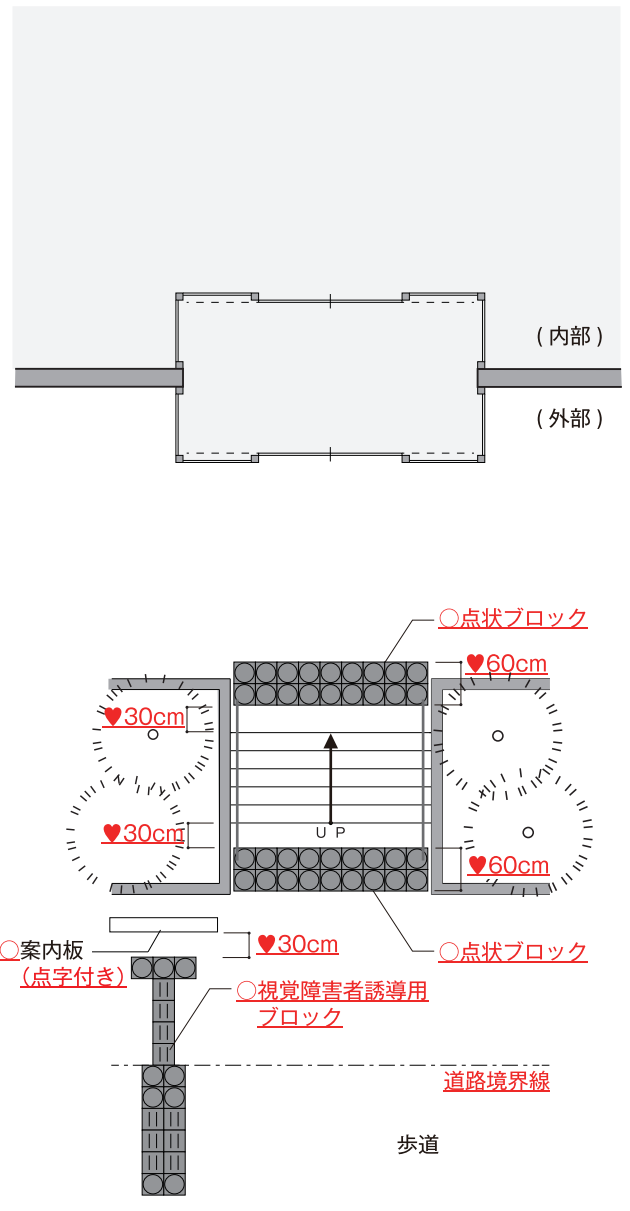 (内部)
(外部)
○点状ブロック
♥60cm
♥30cm
♥30cm
UP
♥60cm
○案内板
(点字付き)
♥30cm
○点状ブロック
○視覚障害者誘導用
ブロック
道路境界線
歩道